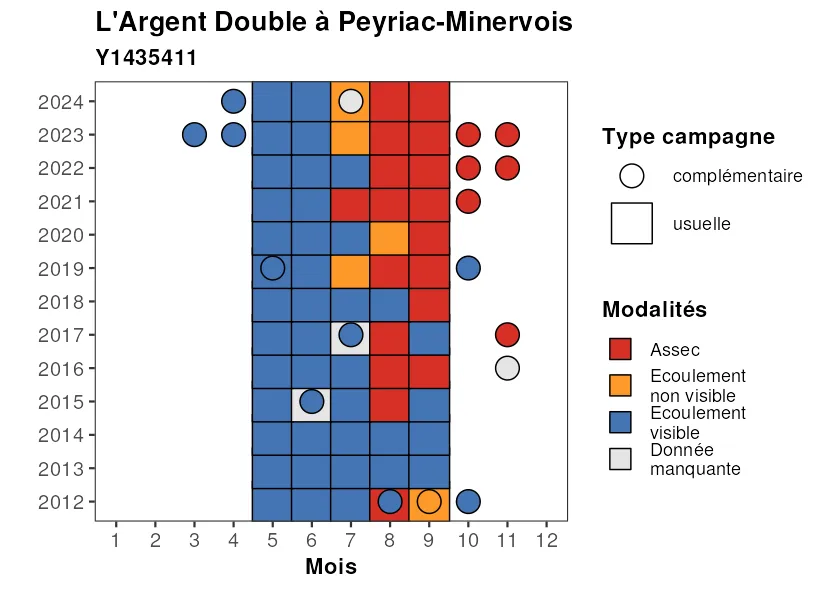 L'Argent Double à Peyriac-Minervois
Y1435411
2024
2023
2022
2021
2020
2019
2018
2017
2016
2015
2014
2013
2012
1 2 3 4 5 6 7 8 9 10 11 12
Mois
Type campagne
complémentaire
usuelle
Modalités
Assec
Ecoulement
non visible
Ecoulement
visible
Donnée
manquante